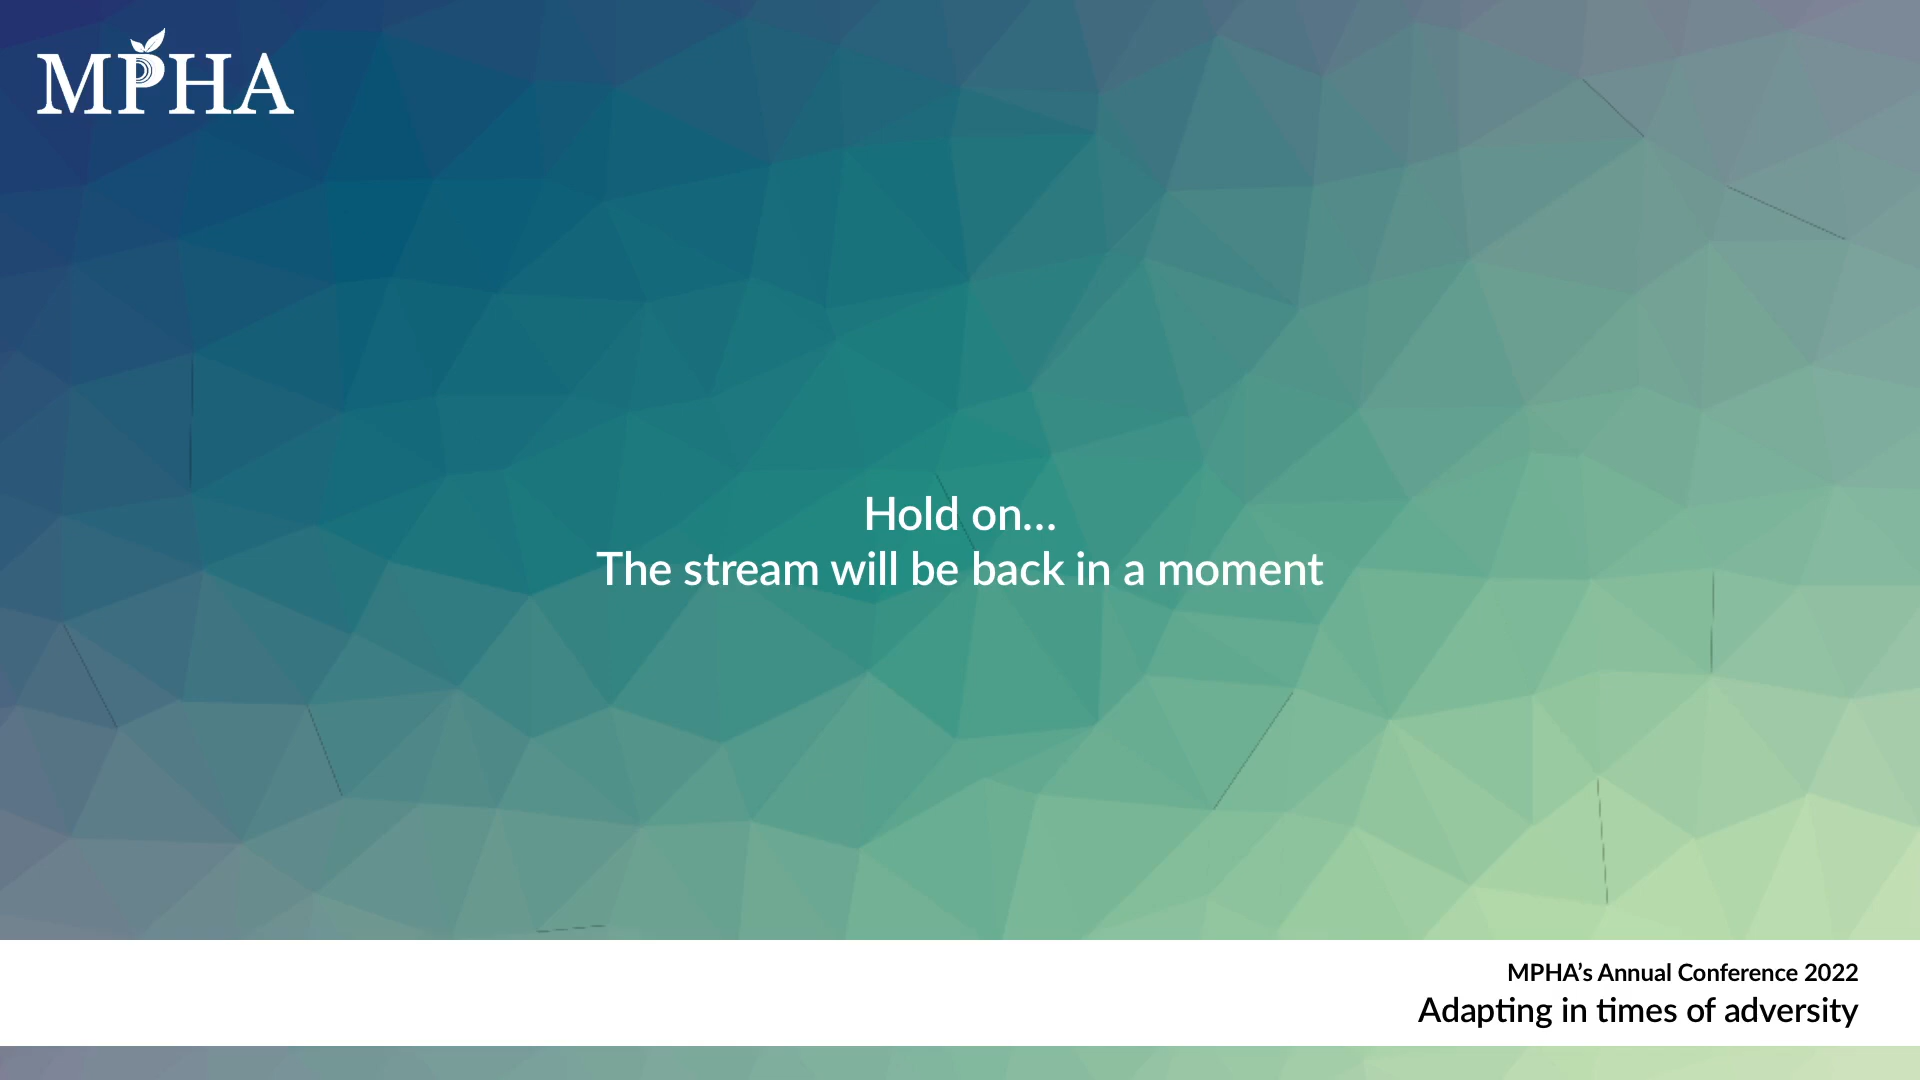 MPHA
Hold on...
The stream will be back in a moment
MPHA’s Annual Conference 2022
Adapting in times of adversity